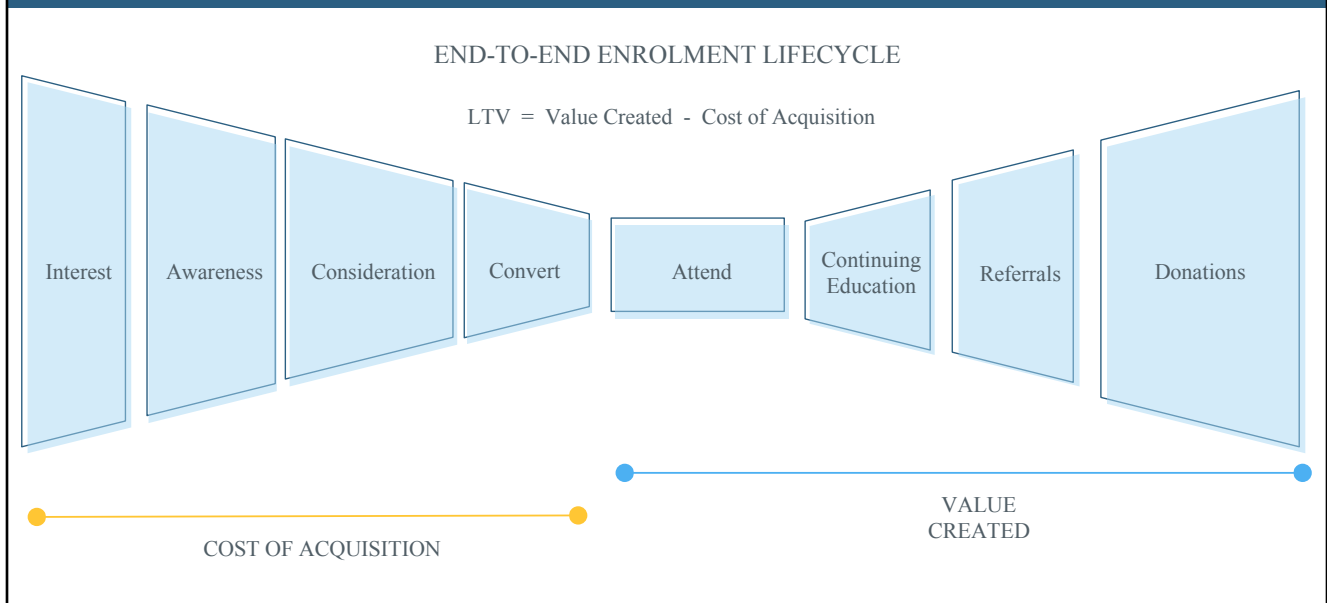 END-TO-END ENROLMENT LIFECYCLE
LTV = Value Created - Cost of Acquisition
Interest
Awareness
Consideration
Convert
Attend
Continuing
Education
Referrals
Donations
VALUE
CREATED
COST OF ACQUISITION